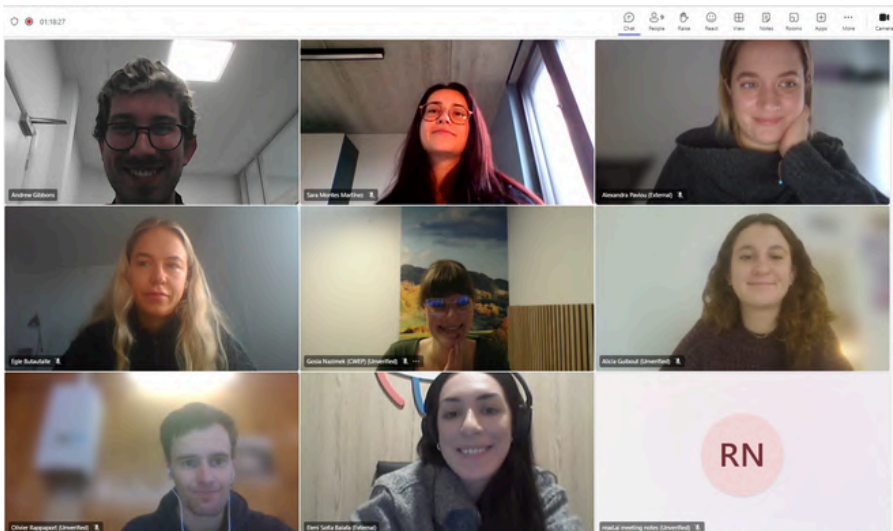 01:18:27
Chat
People 9
Raise
React
View
Notes
Rooms
Apps
More
Camera
Andrew Gibbons
Sara Montes Martínez
Alexandra Pavlou (External)
Egle Butautaite
Gosia Nazimek (CWEP) (Unverified)
Alicia Guibout (Unverified)
Olivier Rappaport (Unverified)
Eleni Sofia Balafa (External)
RN
read.ai meeting notes (Unverified)